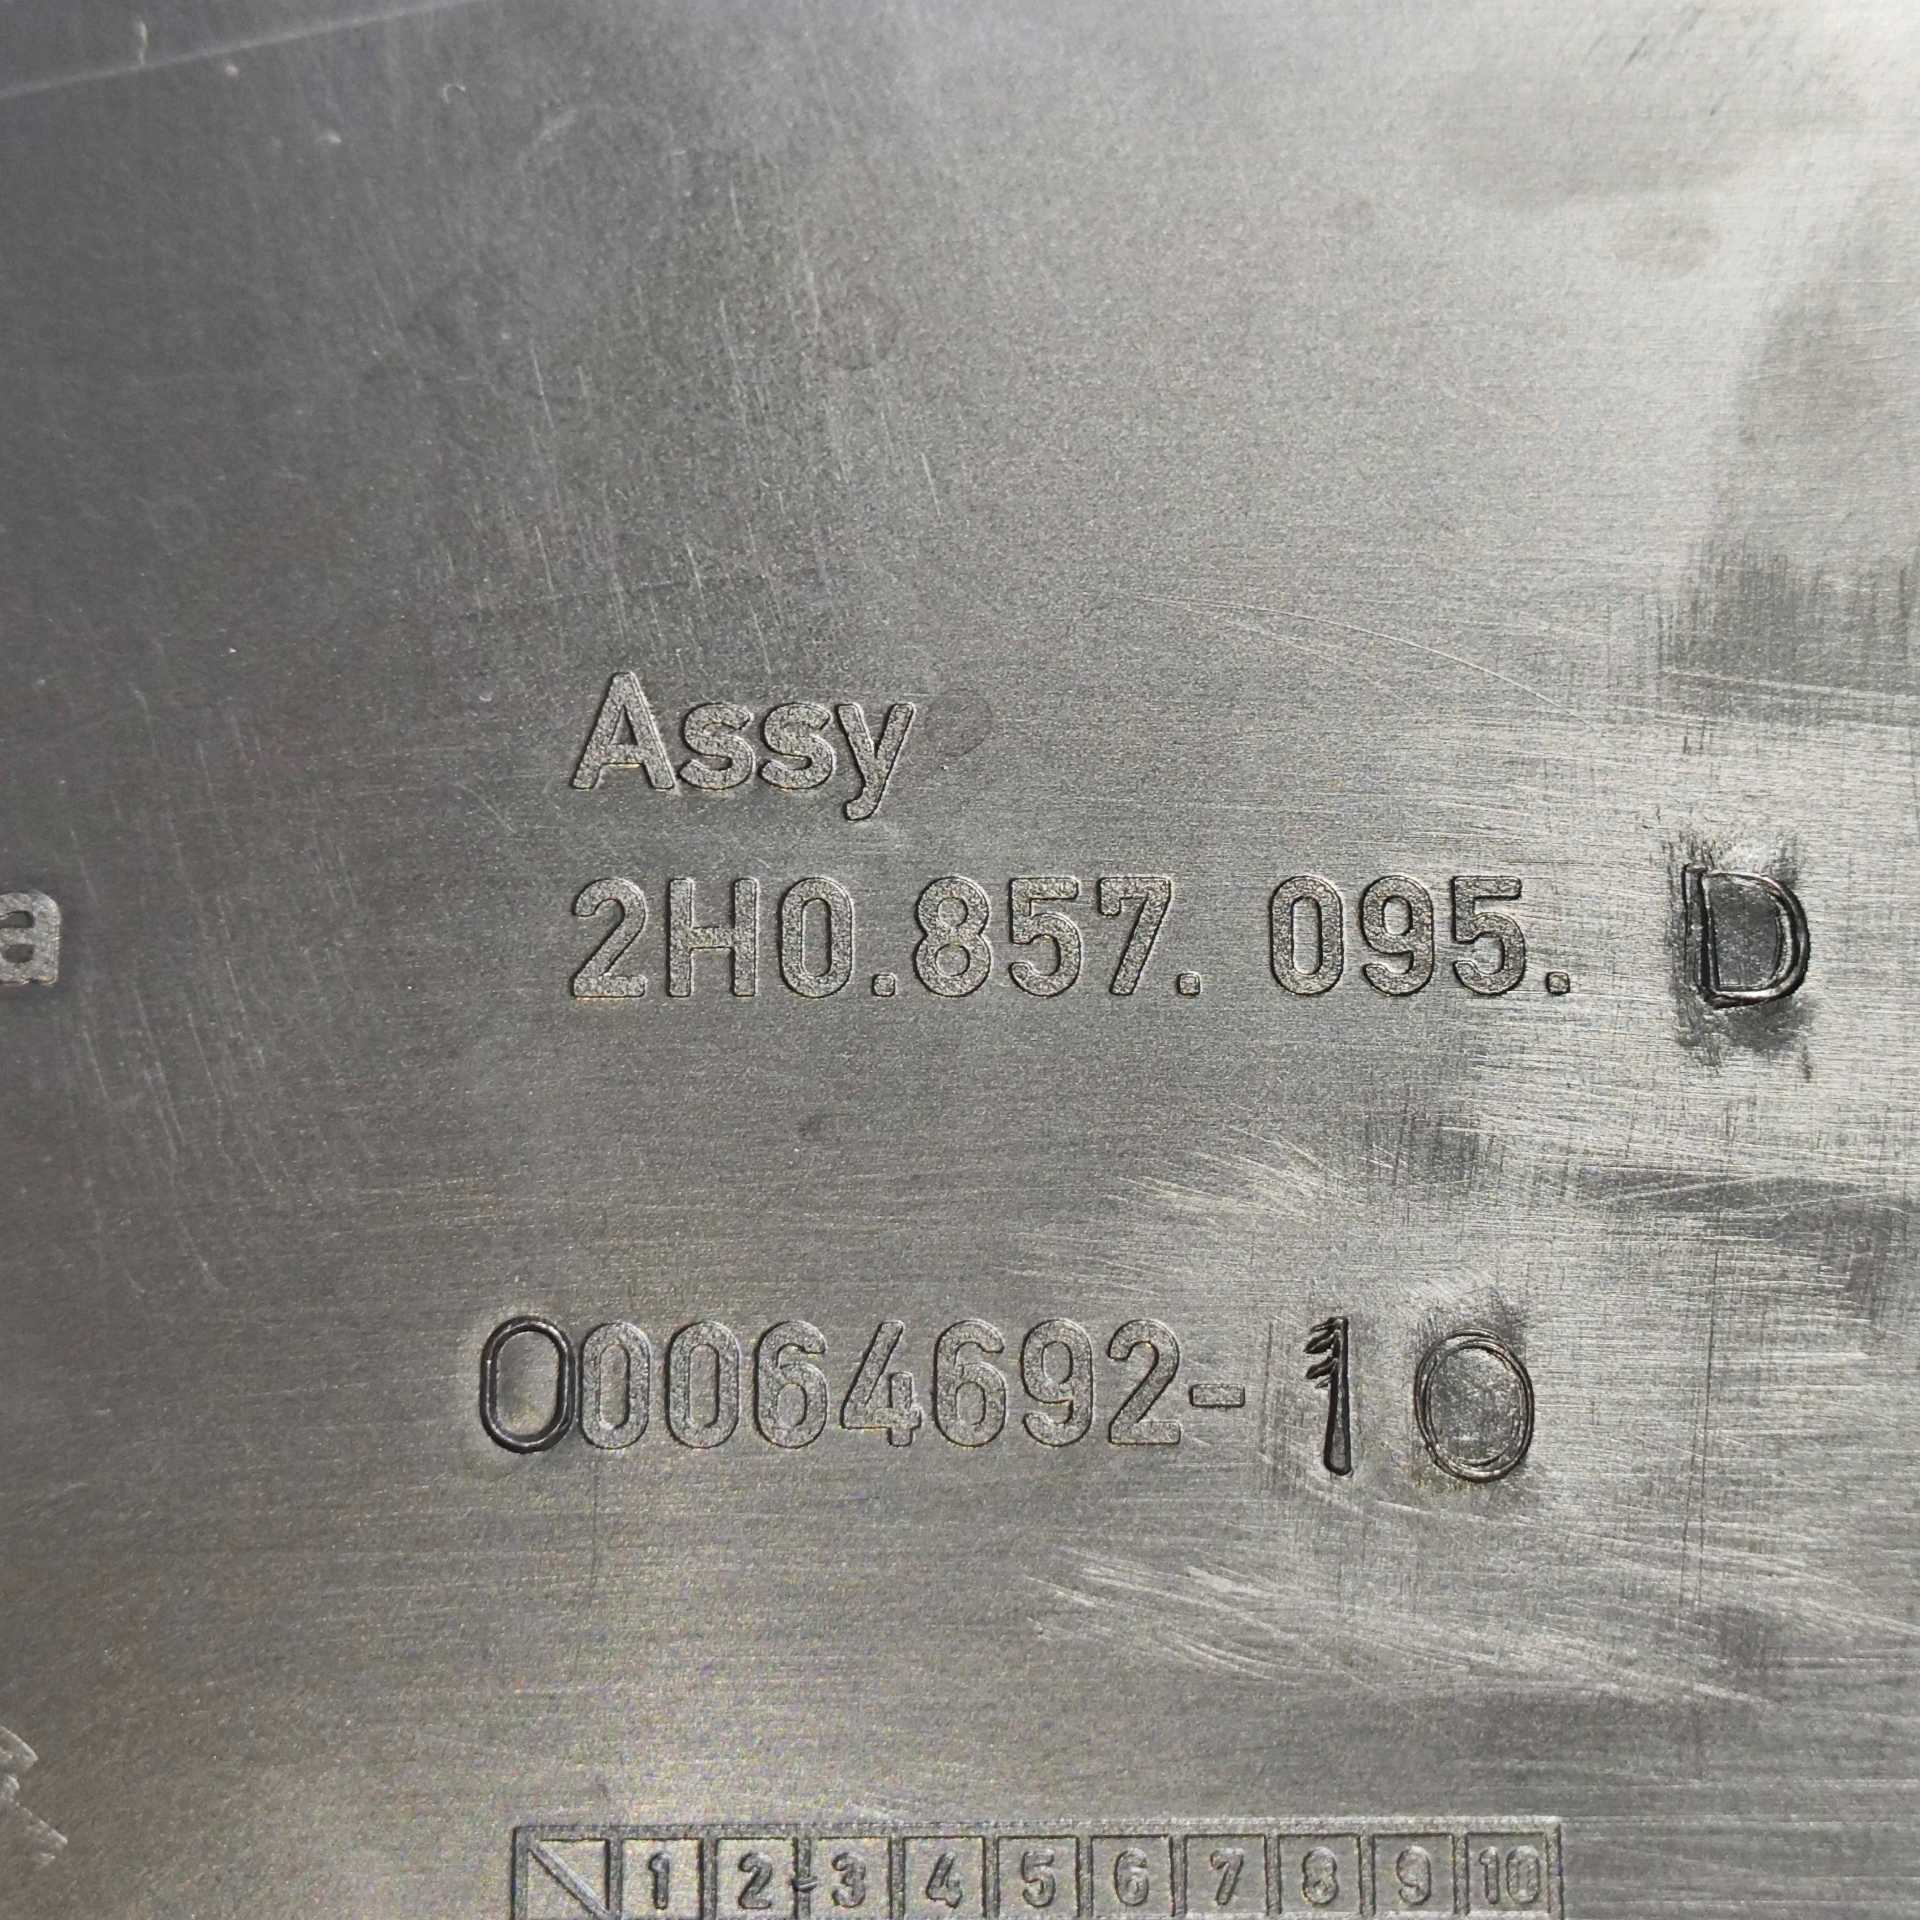 Assy
a
2H0.857. 095. D
00064692-10
1 2 3 4 5 6 7 8 9 10